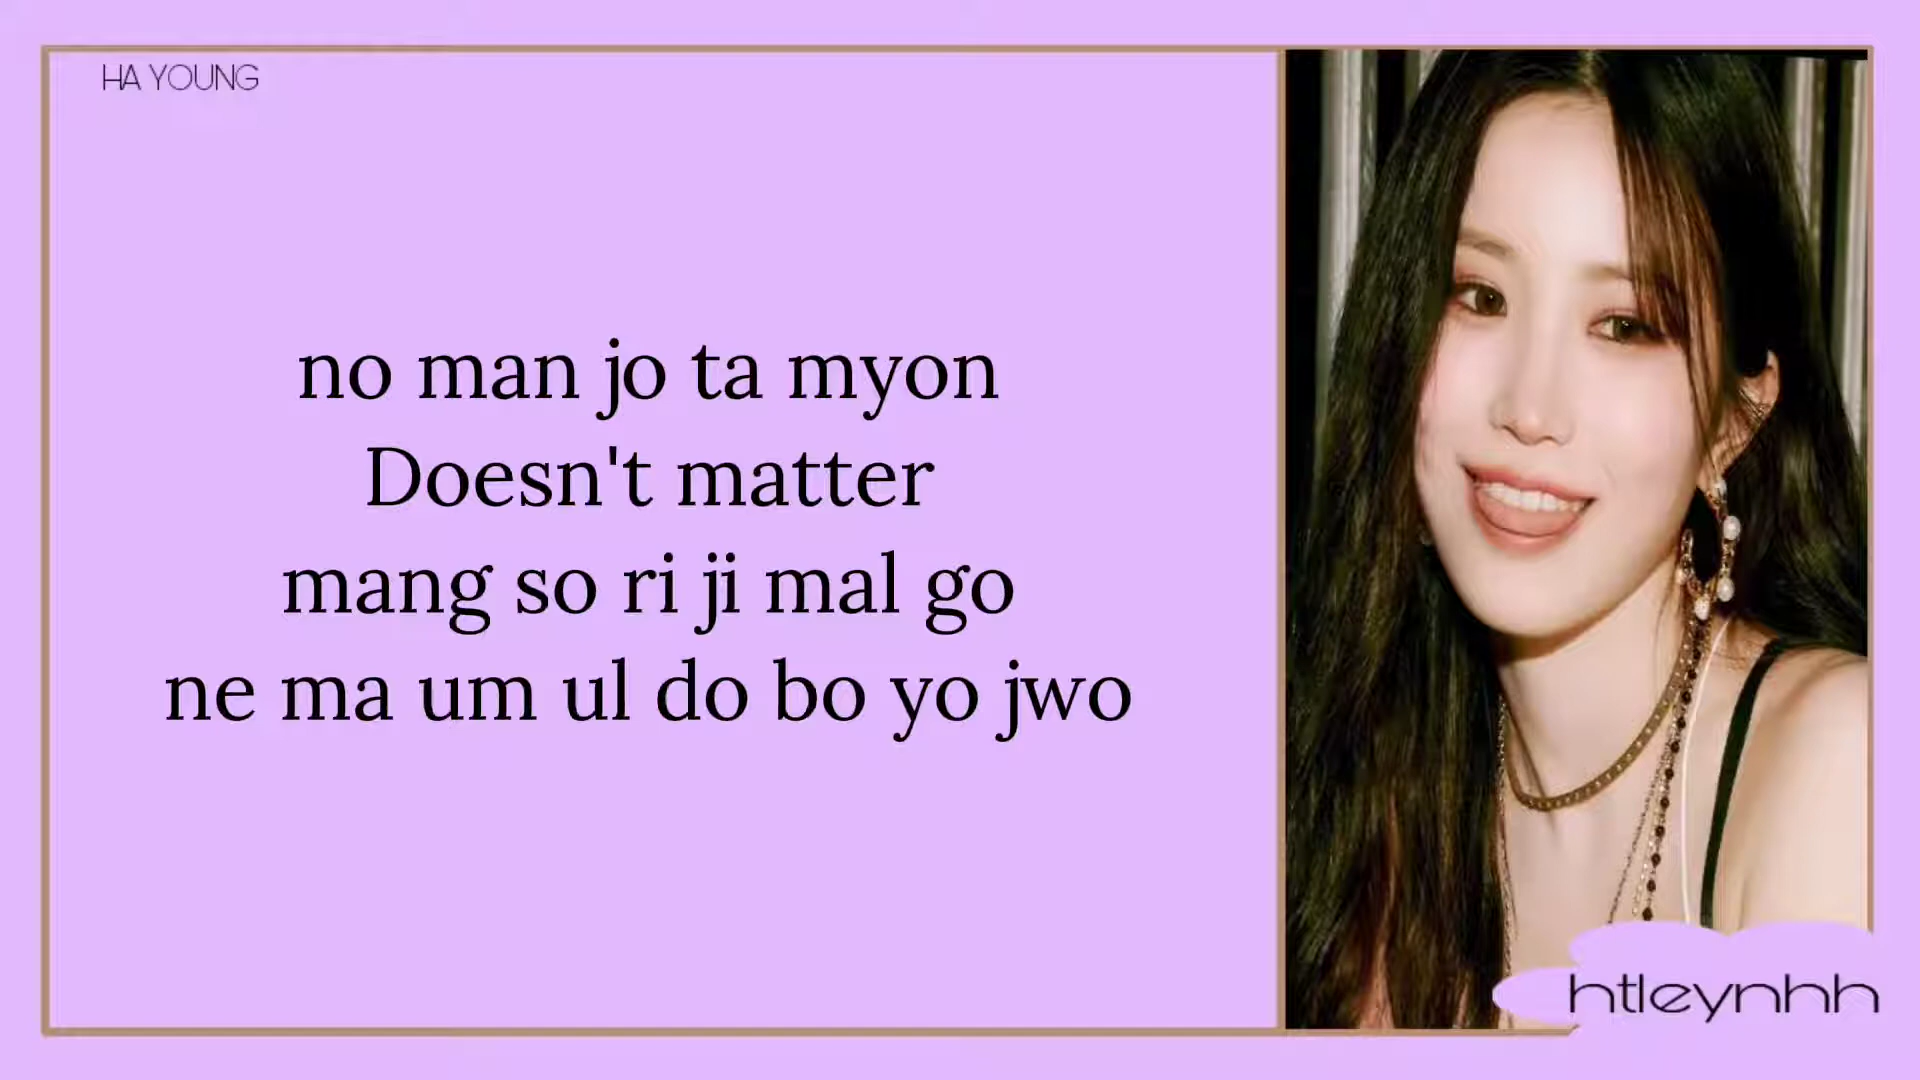 HA YOUNG
no man jo ta myon
Doesn't matter
mang so ri ji mal go
ne ma um ul do bo yo jwo
htleynhh